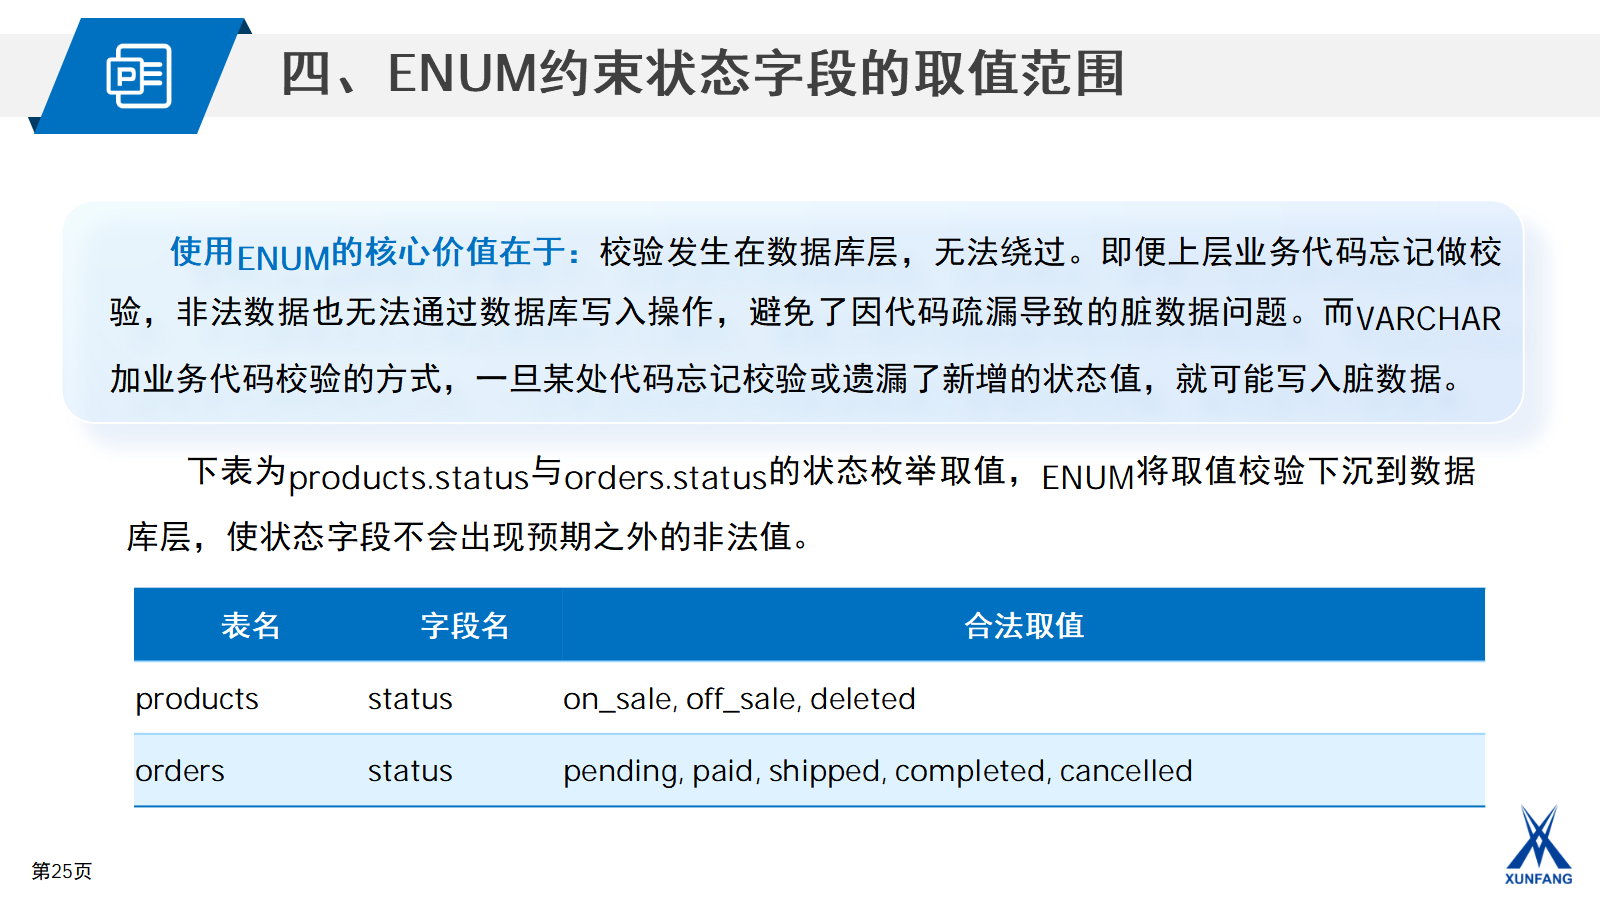 四、ENUM约束状态字段的取值范围
使用ENUM的核心价值在于：校验发生在数据库层，无法绕过。即便上层业务代码忘记做校
验，非法数据也无法通过数据库写入操作，避免了因代码疏漏导致的脏数据问题。而VARCHAR
加业务代码校验的方式，一旦某处代码忘记校验或遗漏了新增的状态值，就可能写入脏数据。
下表为products.status与orders.status的状态枚举取值，ENUM将取值校验下沉到数据
库层，使状态字段不会出现预期之外的非法值。
表名 字段名 合法取值
products status on_sale, off_sale, deleted
orders status pending, paid, shipped, completed, cancelled
第25页
XUNFANG